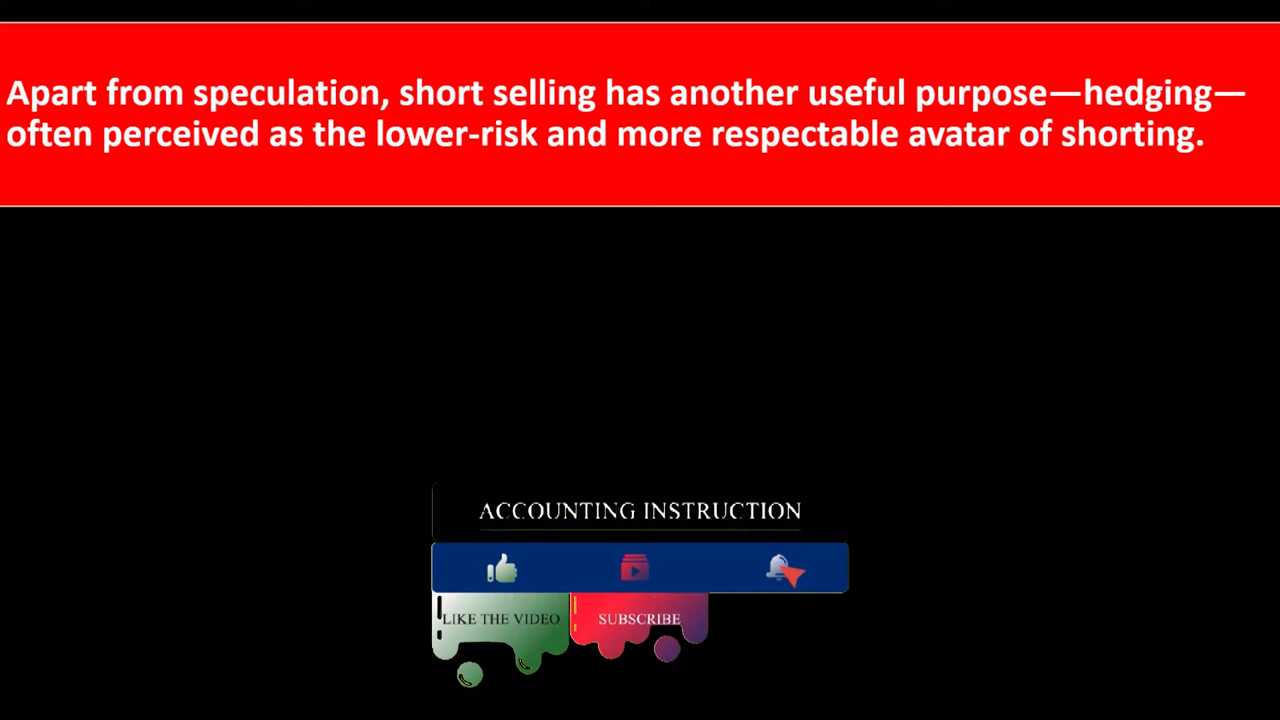 Apart from speculation, short selling has another useful purpose—hedging—
often perceived as the lower-risk and more respectable avatar of shorting.
ACCOUNTING INSTRUCTION
LIKE THE VIDEO
SUBSCRIBE